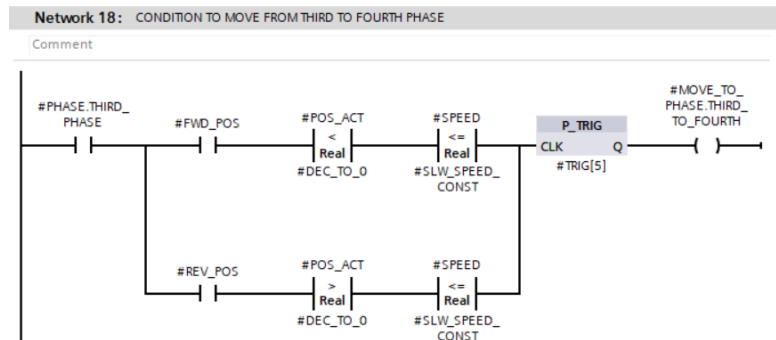 Network 18: CONDITION TO MOVE FROM THIRD TO FOURTH PHASE
Comment
#PHASE.THIRD_
PHASE
#FWD_POS
#POS_ACT
<
Real
#DEC_TO_0
#SPEED
<=
Real
#SLW_SPEED_
CONST
P_TRIG
CLK Q
#TRIG[5]
#MOVE_TO_
PHASE.THIRD_
TO_FOURTH
#REV_POS
#POS_ACT
>
Real
#DEC_TO_0
#SPEED
<=
Real
#SLW_SPEED_
CONST